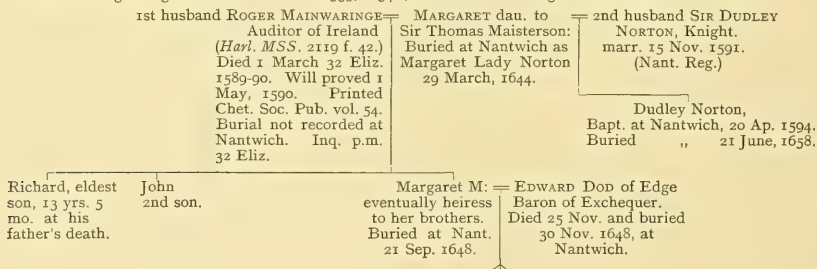 1st husband ROGER MAINWARINGE
Auditor of Ireland
(Harl. MSS. 2119 f. 42.)
Died 1 March 32 Eliz.
1589-90. Will proved 1
May, 1590. Printed
Chet. Soc. Pub. vol. 54.
Burial not recorded at
Nantwich. Inq. p.m.
32 Eliz.
= MARGARET dau. to
Sir Thomas Maisterson:
Buried at Nantwich as
Margaret Lady Norton
29 March, 1644.
= 2nd husband SIR DUDLEY
NORTON, Knight.
marr. 15 Nov. 1591.
(Nant. Reg.)
Dudley Norton,
Bapt. at Nantwich, 20 Ap. 1594.
Buried „ 21 June, 1658.
Richard, eldest
son, 13 yrs. 5
mo. at his
father's death.
John
2nd son.
Margaret M:
eventually heiress
to her brothers.
Buried at Nant.
21 Sep. 1648.
= EDWARD DOD of Edge
Baron of Exchequer.
Died 25 Nov. and buried
30 Nov. 1648, at
Nantwich.